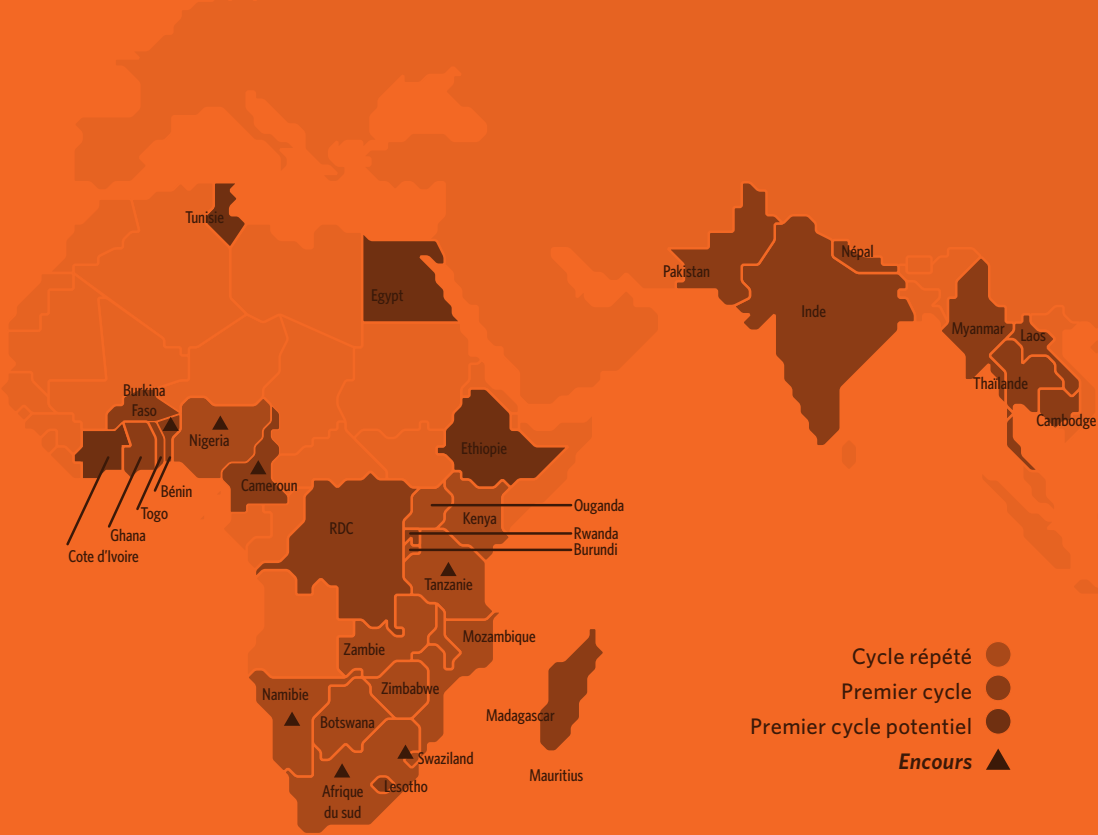 Tunisie
Egypt
Pakistan
Népal
Inde
Myanmar
Laos
Thaïlande
Cambodge
Burkina
Faso
Nigeria
Cameroun
Bénin
Togo
Ghana
Cote d'Ivoire
Ethiopie
Ouganda
Kenya
Rwanda
Burundi
RDC
Tanzanie
Mozambique
Zambie
Zimbabwe
Namibie
Botswana
Madagascar
Swaziland
Mauritius
Lesotho
Afrique
du sud
Cycle répété
Premier cycle
Premier cycle potentiel
Encours